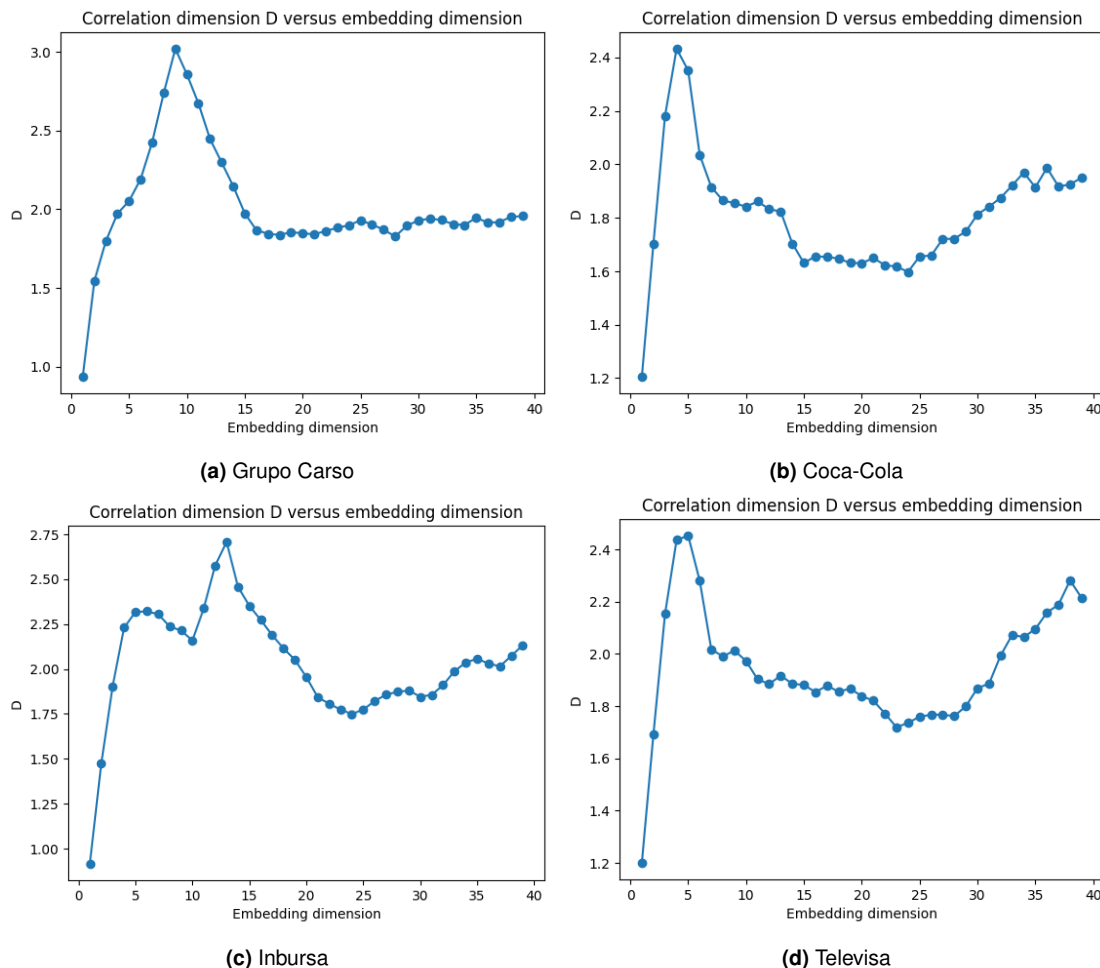 Correlation dimension D versus embedding dimension
3.0
2.5
2.0
1.5
1.0
D
0 5 10 15 20 25 30 35 40
Embedding dimension
(a) Grupo Carso
Correlation dimension D versus embedding dimension
2.4
2.2
2.0
1.8
1.6
1.4
1.2
D
0 5 10 15 20 25 30 35 40
Embedding dimension
(b) Coca-Cola
Correlation dimension D versus embedding dimension
2.75
2.50
2.25
2.00
1.75
1.50
1.25
1.00
D
0 5 10 15 20 25 30 35 40
Embedding dimension
(c) Inbursa
Correlation dimension D versus embedding dimension
2.4
2.2
2.0
1.8
1.6
1.4
1.2
D
0 5 10 15 20 25 30 35 40
Embedding dimension
(d) Televisa